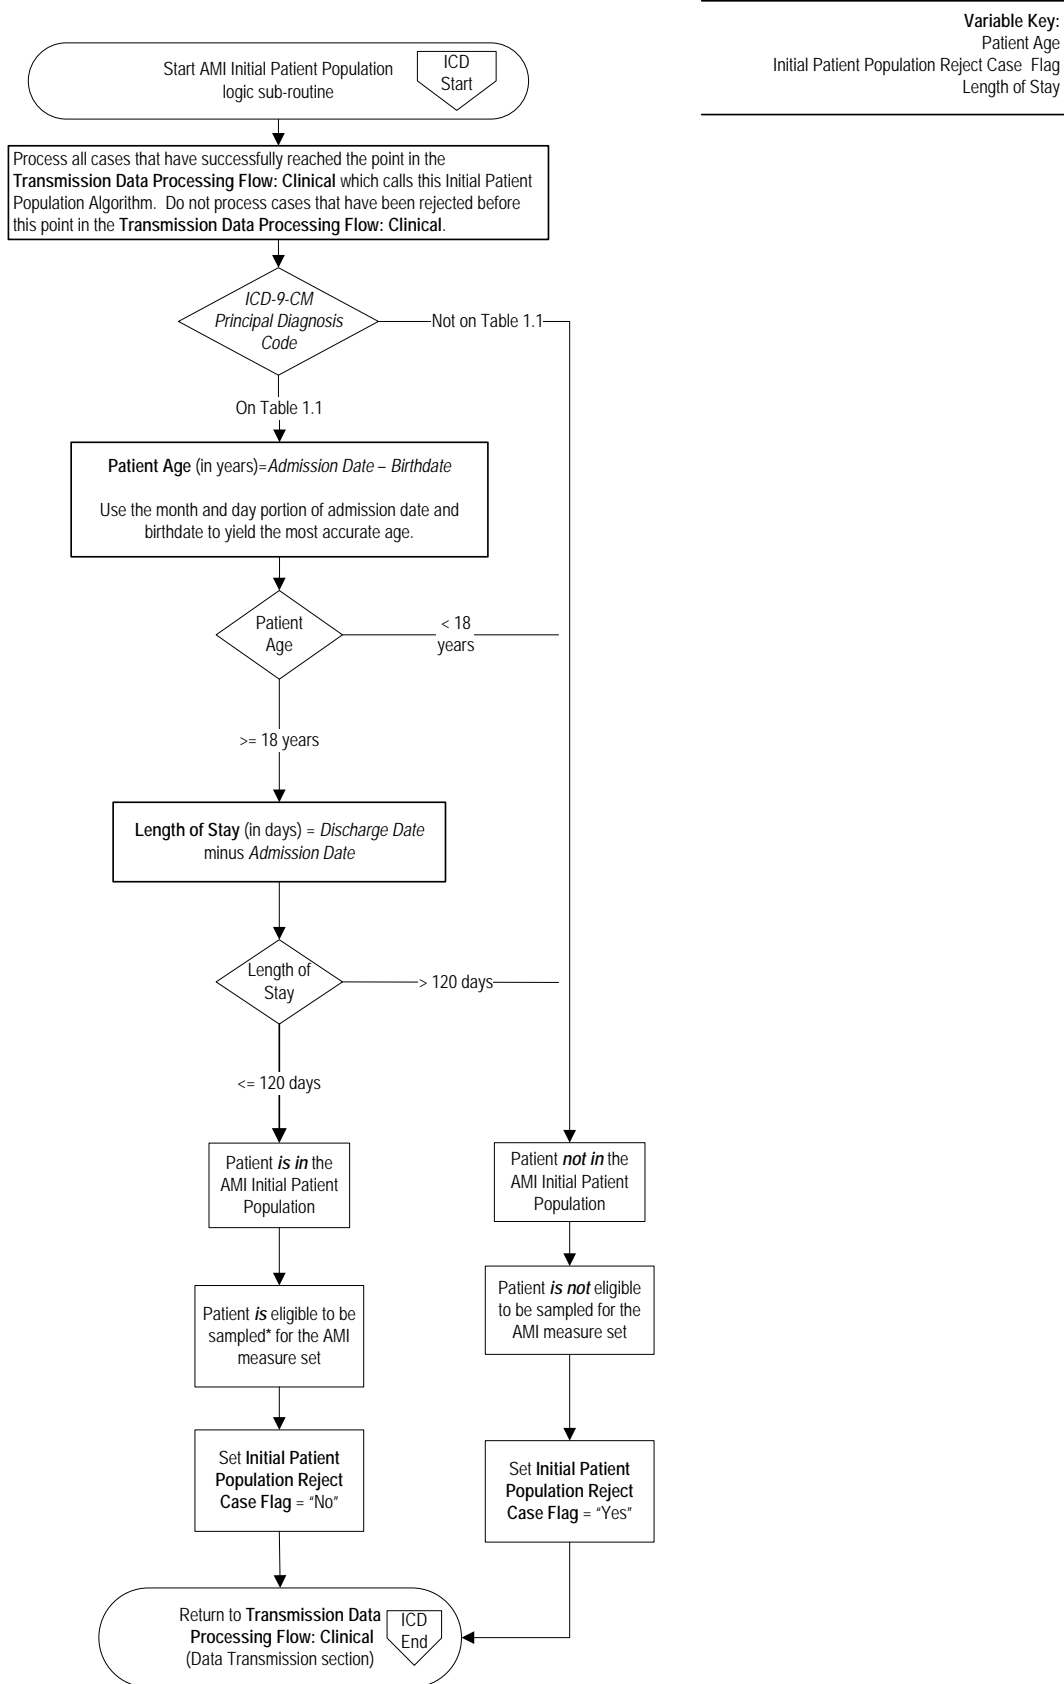 Variable Key:
Patient Age
Initial Patient Population Reject Case  Flag
Length of Stay
Start AMI Initial Patient Population
logic sub-routine
ICD
Start
Process all cases that have successfully reached the point in the
Transmission Data Processing Flow: Clinical which calls this Initial Patient
Population Algorithm.  Do not process cases that have been rejected before
this point in the Transmission Data Processing Flow: Clinical.
ICD-9-CM
Principal Diagnosis
Code
Not on Table 1.1
On Table 1.1
Patient Age (in years)=Admission Date – Birthdate
Use the month and day portion of admission date and
birthdate to yield the most accurate age.
Patient
Age
< 18
years
>= 18 years
Length of Stay (in days) = Discharge Date
minus Admission Date
Length of
Stay
> 120 days
<= 120 days
Patient is in the
AMI Initial Patient
Population
Patient not in the
AMI Initial Patient
Population
Patient is eligible to be
sampled* for the AMI
measure set
Patient is not eligible
to be sampled for the
AMI measure set
Set Initial Patient
Population Reject
Case Flag = “No”
Set Initial Patient
Population Reject
Case Flag = “Yes”
Return to Transmission Data
Processing Flow: Clinical
(Data Transmission section)
ICD
End